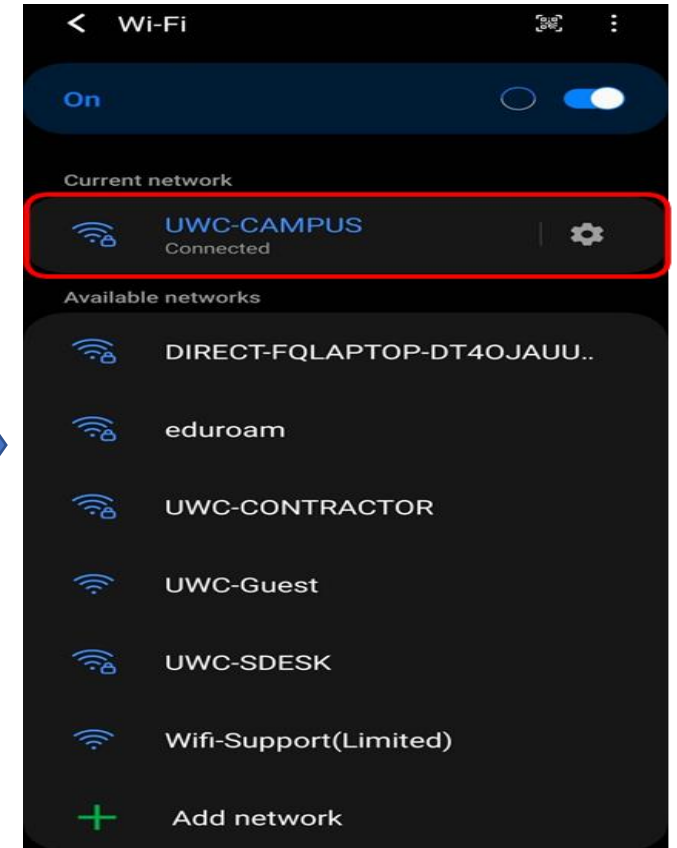 Wi-Fi
On
Current network
UWC-CAMPUS
Connected
Available networks
DIRECT-FQLAPTOP-DT4OJAUU..
eduroam
UWC-CONTRACTOR
UWC-Guest
UWC-SDESK
Wifi-Support(Limited)
Add network